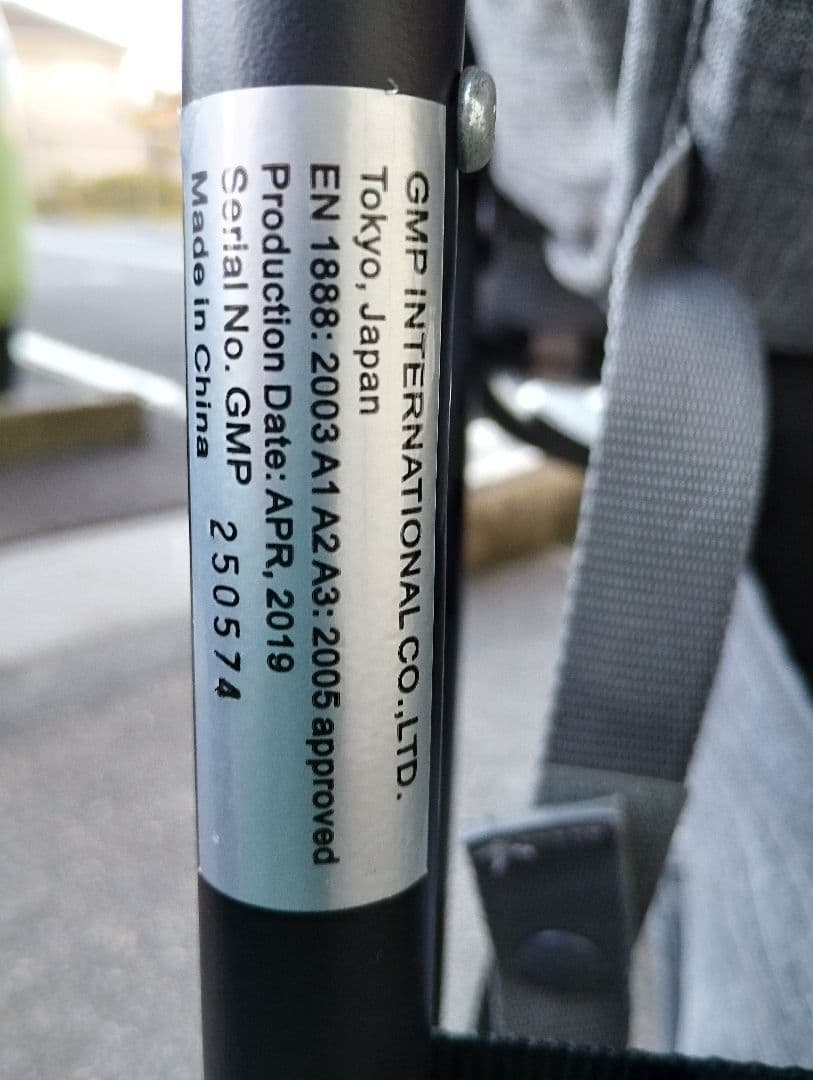 GMP INTERNATIONAL CO.,LTD.
Tokyo, Japan
EN 1888: 2003 A1 A2 A3: 2005 approved
Production Date: APR, 2019
Serial No. GMP 250574
Made in China